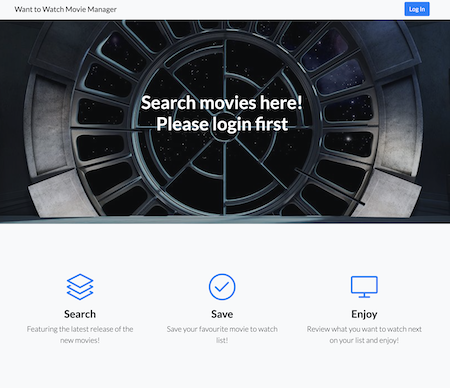 Want to Watch Movie Manager
Log In
Search movies here!
Please login first
Search
Featuring the latest release of the
new movies!
Save
Save your favourite movie to watch
list!
Enjoy
Review what you want to watch next
on your list and enjoy!